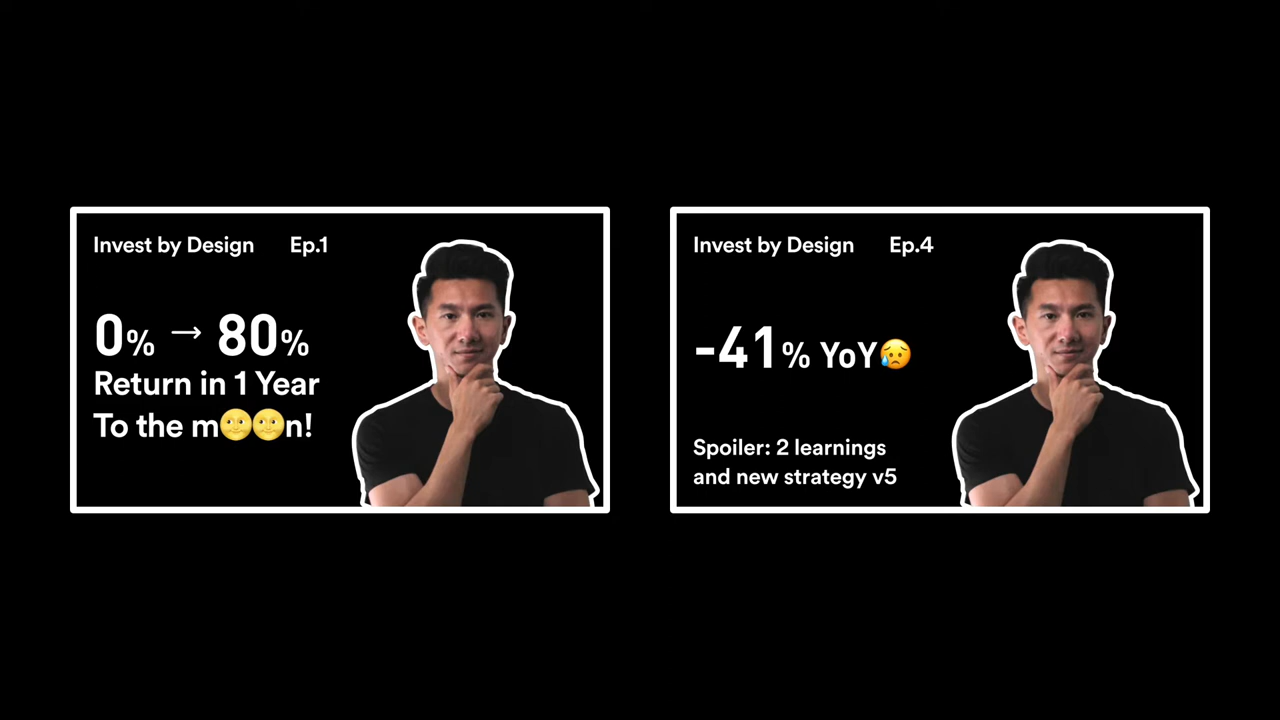 Invest by Design Ep.1
0% → 80%
Return in 1 Year
To the m🌝🌝n!
Invest by Design Ep.4
-41% YoY😥
Spoiler: 2 learnings
and new strategy v5